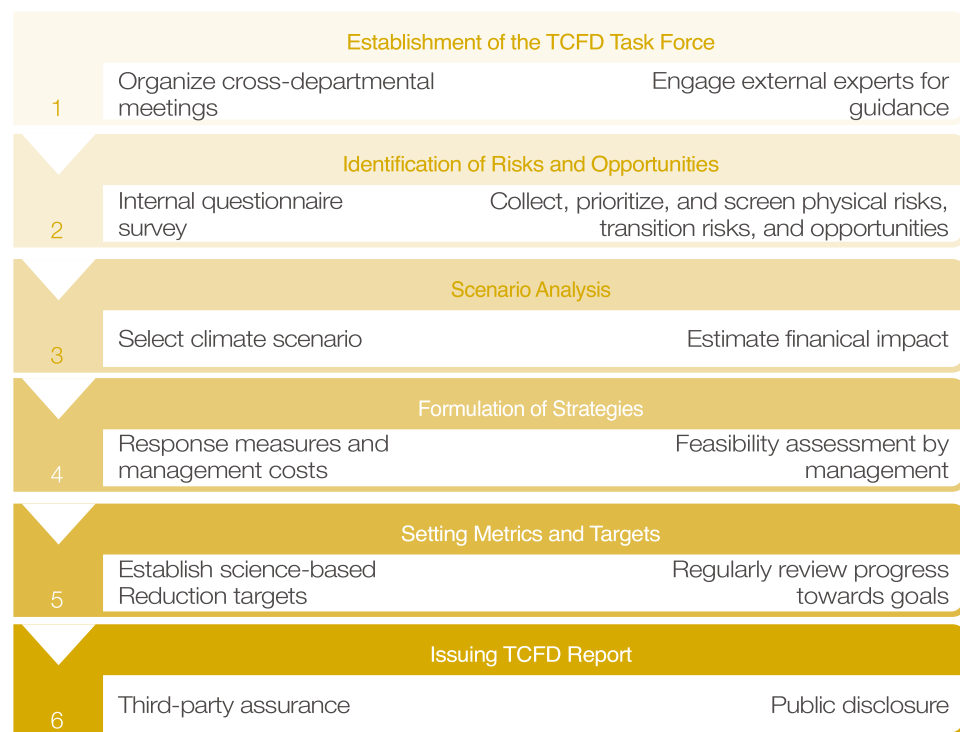 Establishment of the TCFD Task Force
1
Organize cross-departmental
meetings
Engage external experts for
guidance
Identification of Risks and Opportunities
2
Internal questionnaire
survey
Collect, prioritize, and screen physical risks,
transition risks, and opportunities
Scenario Analysis
3
Select climate scenario
Estimate finanical impact
Formulation of Strategies
4
Response measures and
management costs
Feasibility assessment by
management
Setting Metrics and Targets
5
Establish science-based
Reduction targets
Regularly review progress
towards goals
Issuing TCFD Report
6
Third-party assurance
Public disclosure